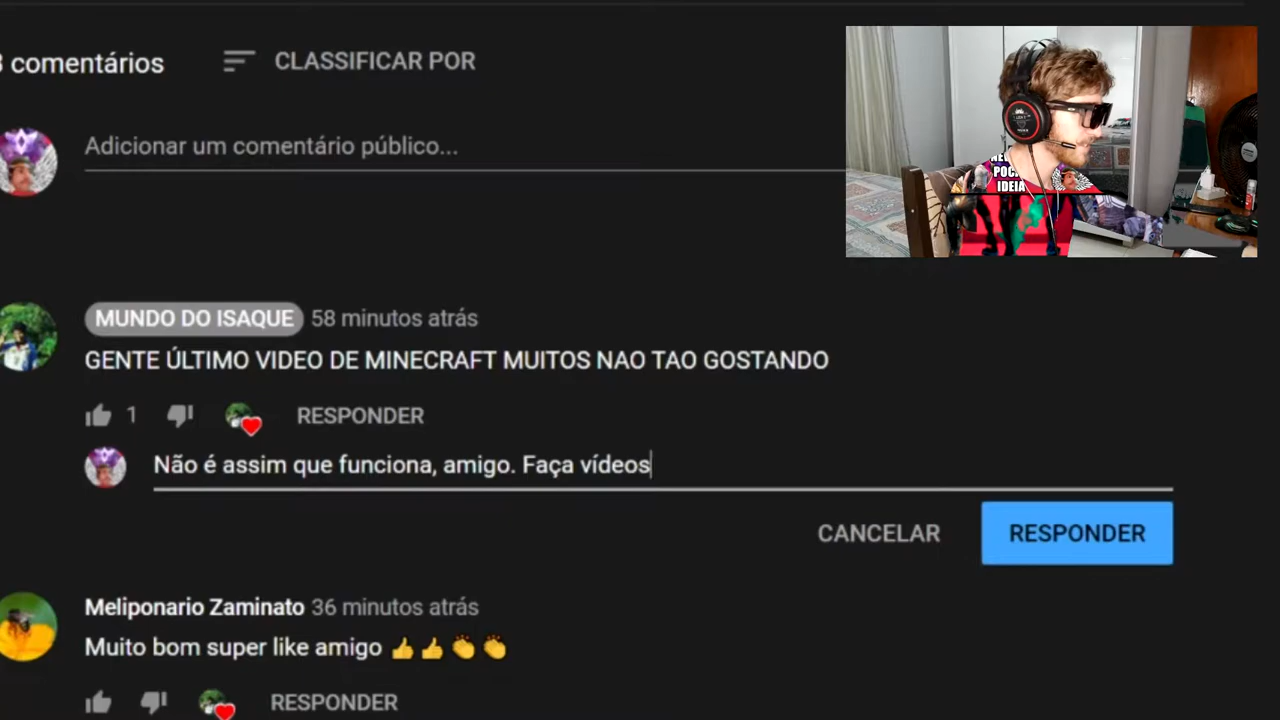 comentários
CLASSIFICAR POR
Adicionar um comentário público...
POC
IDEIA
MUNDO DO ISAQUE 58 minutos atrás
GENTE ÚLTIMO VIDEO DE MINECRAFT MUITOS NAO TAO GOSTANDO
1
RESPONDER
Não é assim que funciona, amigo. Faça vídeos
CANCELAR
RESPONDER
Meliponario Zaminato 36 minutos atrás
Muito bom super like amigo 👍👍👏👏
RESPONDER